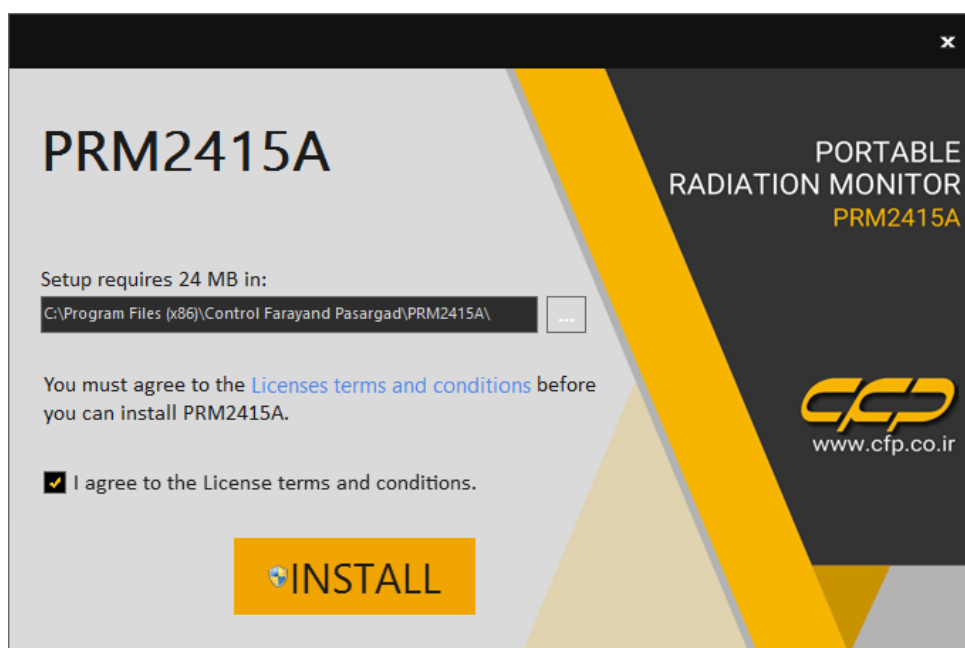 PRM2415A
Setup requires 24 MB in:
C:\Program Files (x86)\Control Farayand Pasargad\PRM2415A\
...
You must agree to the Licenses terms and conditions before
you can install PRM2415A.
I agree to the License terms and conditions.
INSTALL
PORTABLE
RADIATION MONITOR
PRM2415A
cfp
www.cfp.co.ir